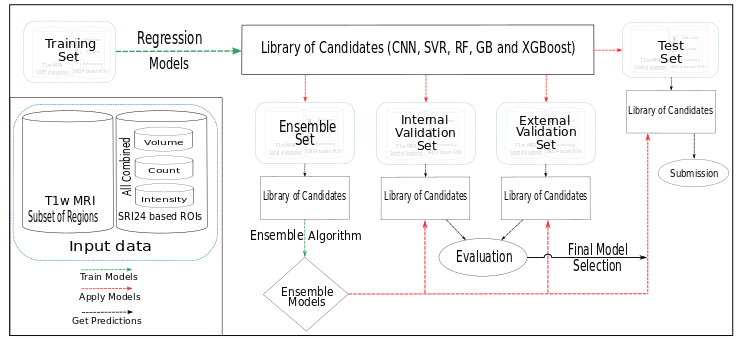 Training
Set
Regression
Models
Library of Candidates (CNN, SVR, RF, GB and XGBoost)
Test
Set
Library of Candidates
Submission
Ensemble
Set
Internal
Validation
Set
External
Validation
Set
Library of Candidates
Library of Candidates
Library of Candidates
Ensemble Algorithm
Evaluation
Final Model
Selection
Ensemble
Models
T1w MRI
Subset of Regions
All Combined
Volume
Count
Intensity
SRI24 based ROIs
Input data
Train Models
Apply Models
Get Predictions